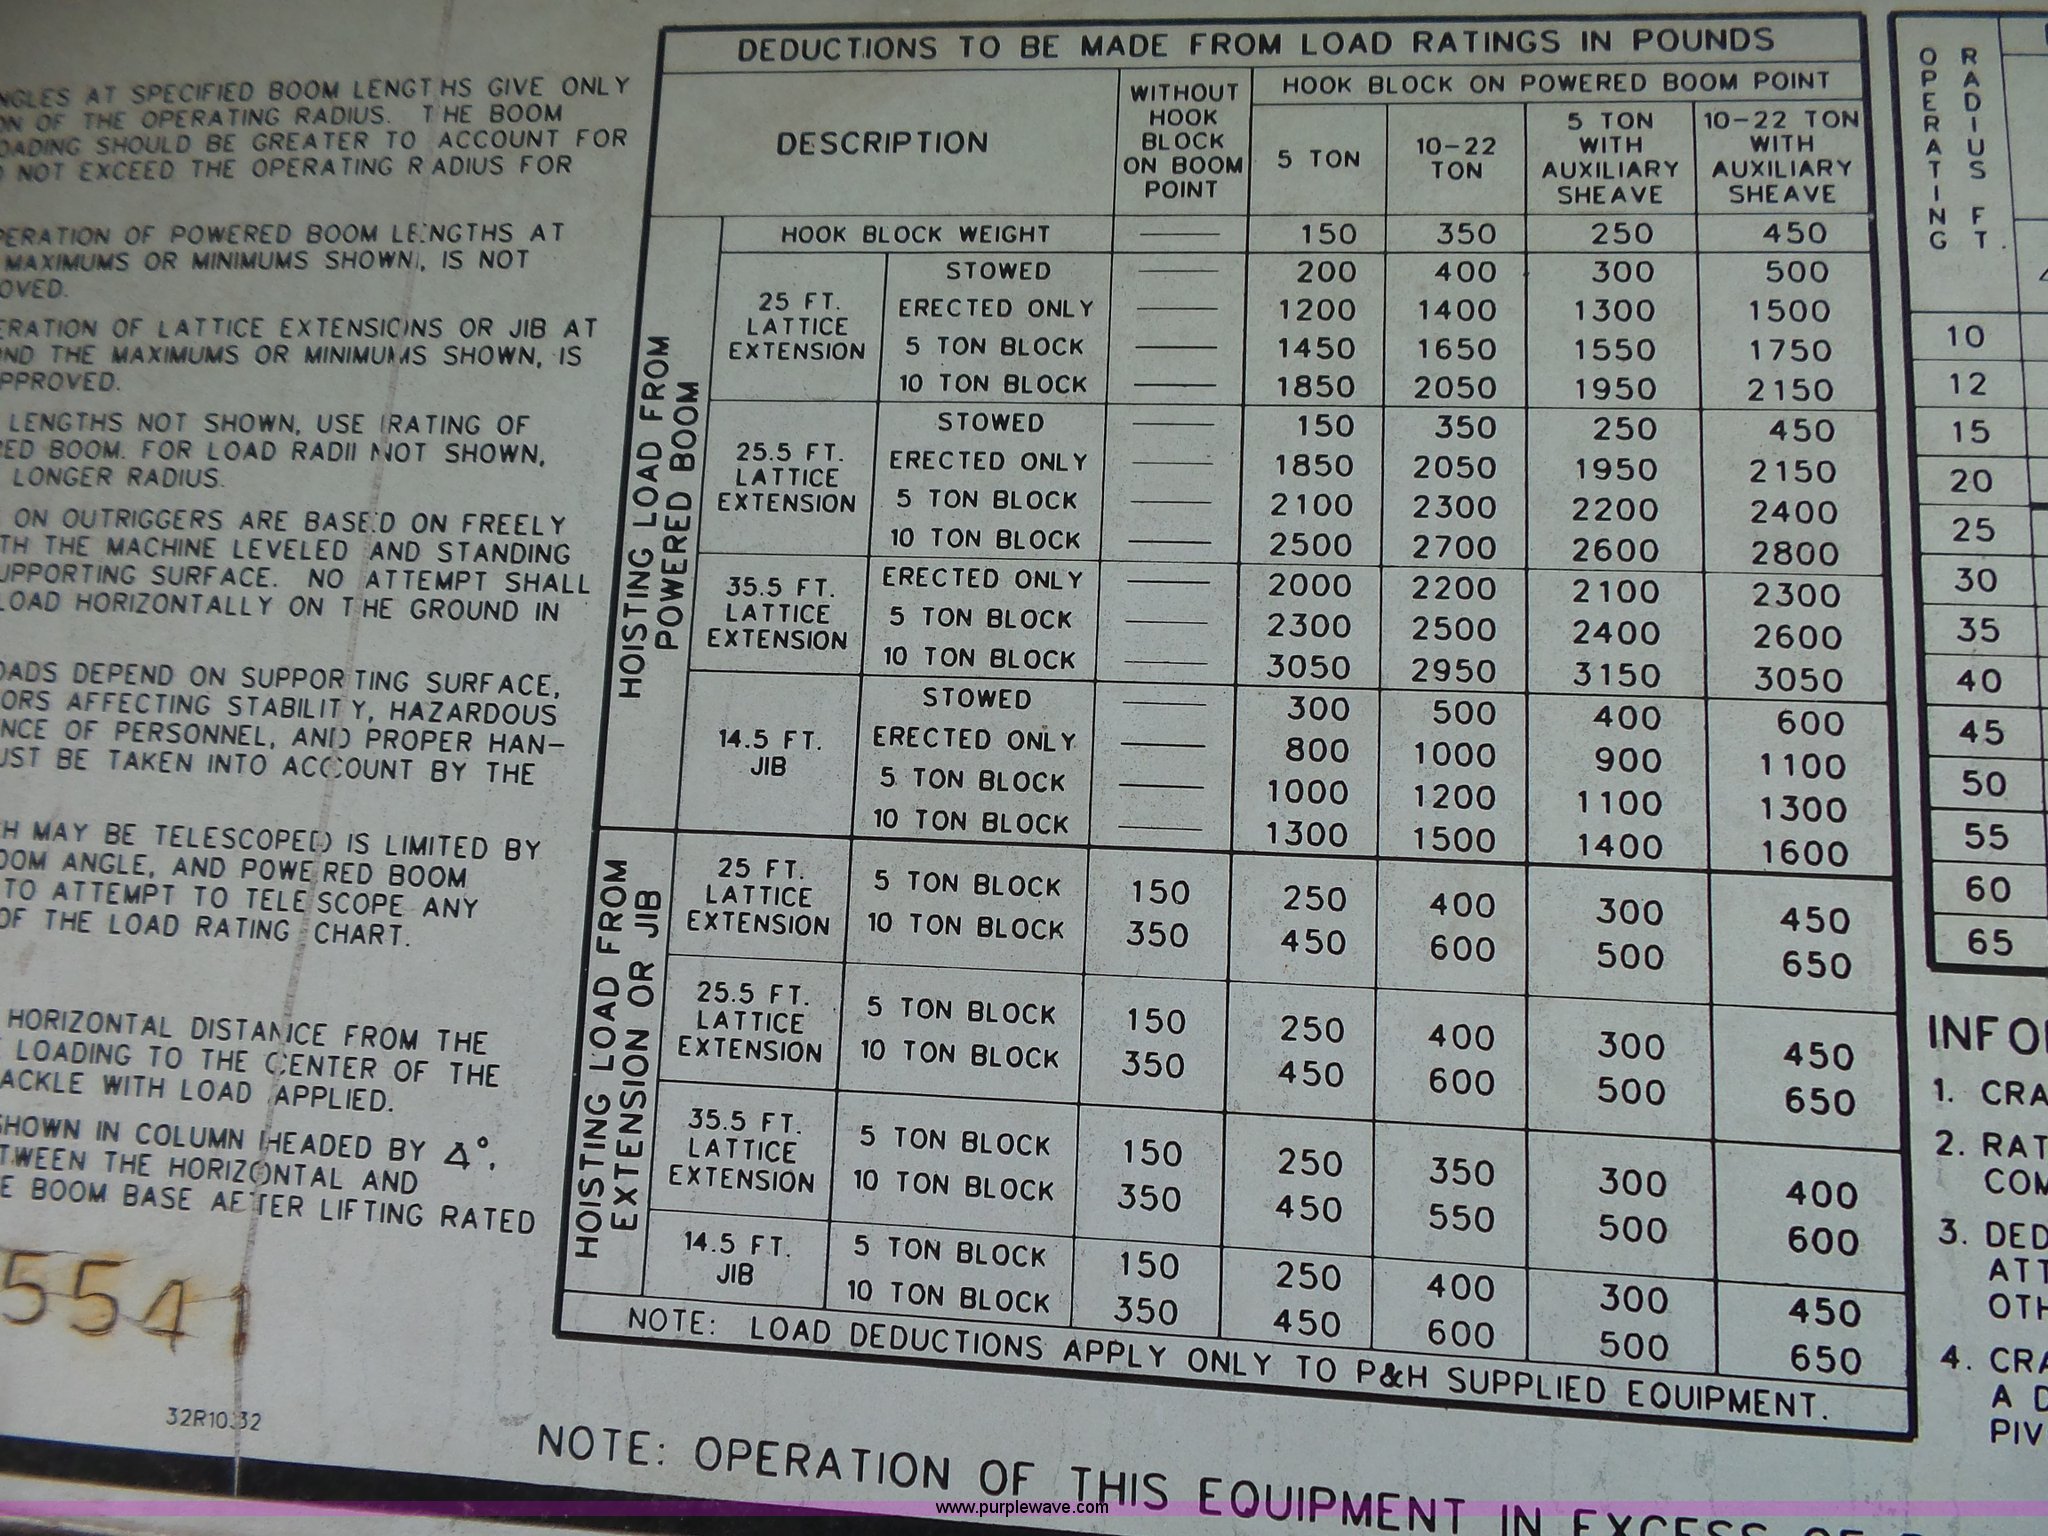 ANGLES AT SPECIFIED BOOM LENGTHS GIVE ONLY
ON OF THE OPERATING RADIUS. THE BOOM
OADING SHOULD BE GREATER TO ACCOUNT FOR
NOT EXCEED THE OPERATING RADIUS FOR
PERATION OF POWERED BOOM LENGTHS AT
MAXIMUMS OR MINIMUMS SHOWN, IS NOT
OVED.
ERATION OF LATTICE EXTENSIONS OR JIB AT
OND THE MAXIMUMS OR MINIMUMS SHOWN, IS
PPROVED.
LENGTHS NOT SHOWN, USE RATING OF
ED BOOM. FOR LOAD RADII NOT SHOWN,
LONGER RADIUS.
ON OUTRIGGERS ARE BASED ON FREELY
TH THE MACHINE LEVELED AND STANDING
UPPORTING SURFACE. NO ATTEMPT SHALL
LOAD HORIZONTALLY ON THE GROUND IN
OADS DEPEND ON SUPPORTING SURFACE,
ORS AFFECTING STABILITY, HAZARDOUS
NCE OF PERSONNEL, AND PROPER HAN-
UST BE TAKEN INTO ACCOUNT BY THE
H MAY BE TELESCOPED IS LIMITED BY
OOM ANGLE, AND POWERED BOOM
TO ATTEMPT TO TELESCOPE ANY
OF THE LOAD RATING CHART.
HORIZONTAL DISTANCE FROM THE
LOADING TO THE CENTER OF THE
ACKLE WITH LOAD APPLIED.
SHOWN IN COLUMN HEADED BY ∆°,
TWEEN THE HORIZONTAL AND
E BOOM BASE AFTER LIFTING RATED
5541
32R1032
DEDUCTIONS TO BE MADE FROM LOAD RATINGS IN POUNDS
DESCRIPTION
WITHOUT
HOOK
BLOCK
ON BOOM
POINT
HOOK BLOCK ON POWERED BOOM POINT
5 TON
10-22
TON
5 TON
WITH
AUXILIARY
SHEAVE
10-22 TON
WITH
AUXILIARY
SHEAVE
HOISTING LOAD FROM
POWERED BOOM
HOOK BLOCK WEIGHT — 150 350 250 450
25 FT.
LATTICE
EXTENSION
STOWED — 200 400 300 500
ERECTED ONLY — 1200 1400 1300 1500
5 TON BLOCK — 1450 1650 1550 1750
10 TON BLOCK — 1850 2050 1950 2150
25.5 FT.
LATTICE
EXTENSION
STOWED — 150 350 250 450
ERECTED ONLY — 1850 2050 1950 2150
5 TON BLOCK — 2100 2300 2200 2400
10 TON BLOCK — 2500 2700 2600 2800
35.5 FT.
LATTICE
EXTENSION
ERECTED ONLY — 2000 2200 2100 2300
5 TON BLOCK — 2300 2500 2400 2600
10 TON BLOCK — 3050 2950 3150 3050
14.5 FT.
JIB
STOWED — 300 500 400 600
ERECTED ONLY — 800 1000 900 1100
5 TON BLOCK — 1000 1200 1100 1300
10 TON BLOCK — 1300 1500 1400 1600
HOISTING LOAD FROM
EXTENSION OR JIB
25 FT.
LATTICE
EXTENSION
5 TON BLOCK 150 250 400 300 450
10 TON BLOCK 350 450 600 500 650
25.5 FT.
LATTICE
EXTENSION
5 TON BLOCK 150 250 400 300 450
10 TON BLOCK 350 450 600 500 650
35.5 FT.
LATTICE
EXTENSION
5 TON BLOCK 150 250 350 300 400
10 TON BLOCK 350 450 550 500 600
14.5 FT.
JIB
5 TON BLOCK 150 250 400 300 450
10 TON BLOCK 350 450 600 500 650
NOTE: LOAD DEDUCTIONS APPLY ONLY TO P&H SUPPLIED EQUIPMENT.
NOTE: OPERATION OF THIS EQUIPMENT IN EXCESS OF
OPERATING
RADIUS FT.
10
12
15
20
25
30
35
40
45
50
55
60
65
INFO
1. CRA
2. RAT
COM
3. DED
ATT
OTH
4. CRA
A D
PIV
www.purplewave.com